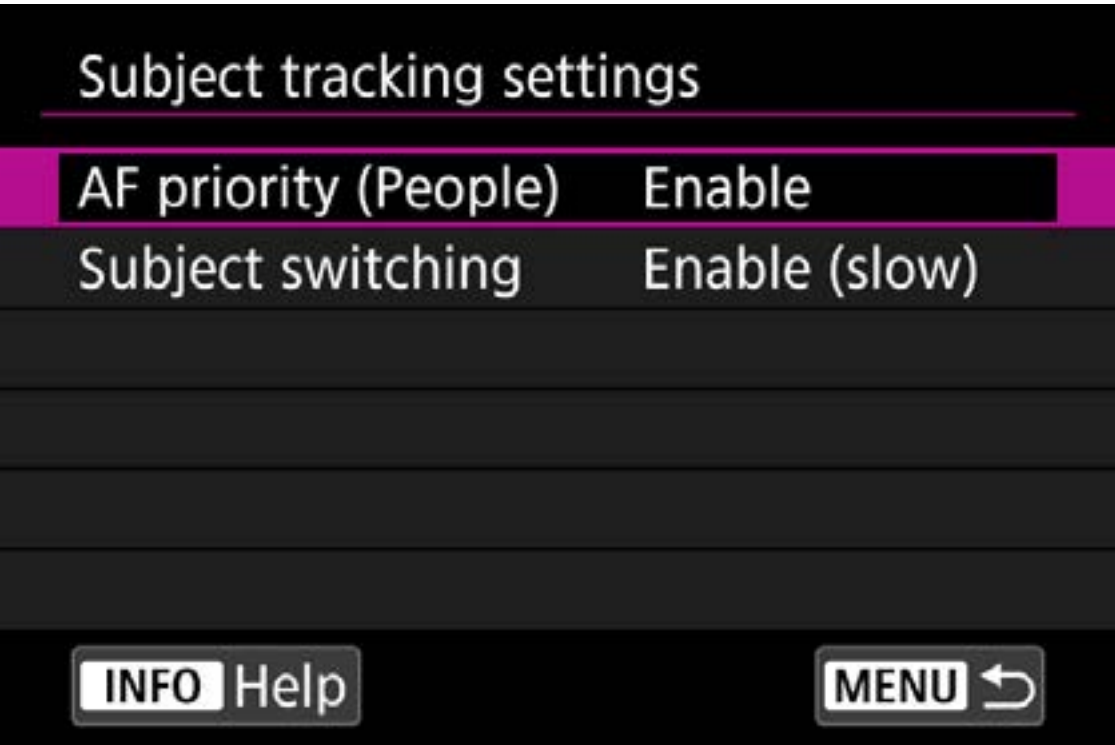 Subject tracking settings
AF priority (People) Enable
Subject switching Enable (slow)
INFO Help MENU